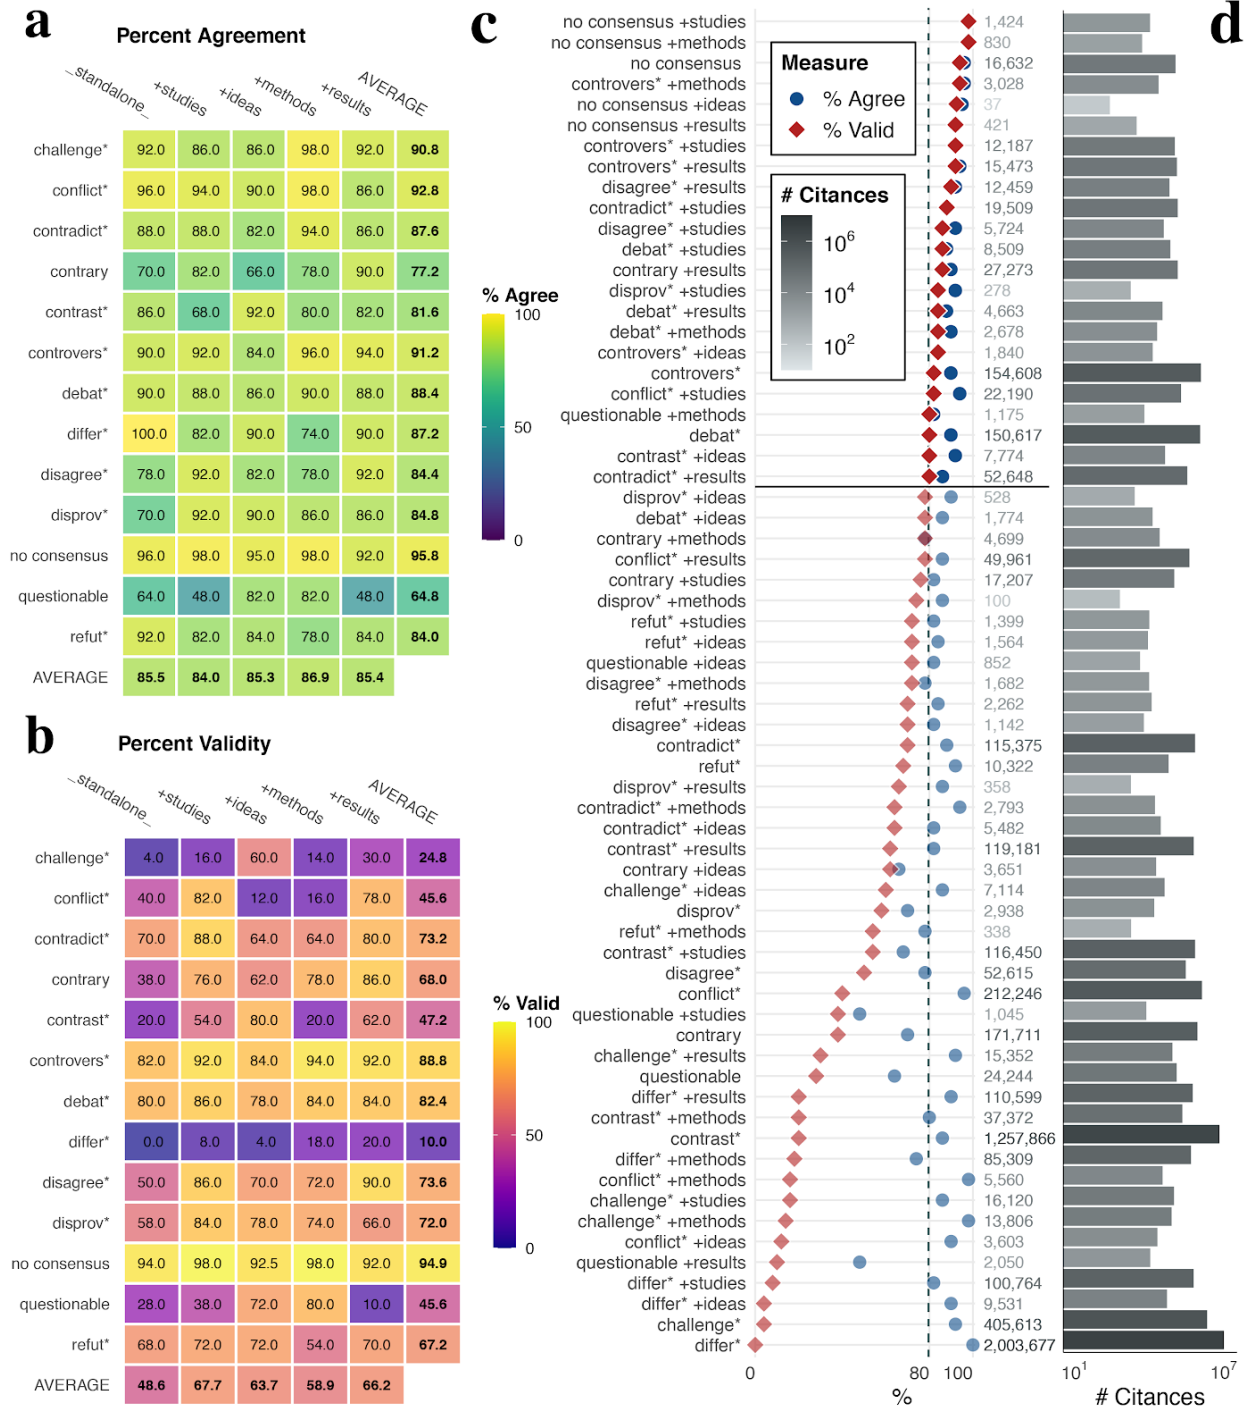 a
Percent Agreement
_standalone_ +studies +ideas +methods +results AVERAGE
challenge* 92.0 86.0 86.0 98.0 92.0 90.8
conflict* 96.0 94.0 90.0 98.0 86.0 92.8
contradict* 88.0 88.0 82.0 94.0 86.0 87.6
contrary 70.0 82.0 66.0 78.0 90.0 77.2
contrast* 86.0 68.0 92.0 80.0 82.0 81.6
controvers* 90.0 92.0 84.0 96.0 94.0 91.2
debat* 90.0 88.0 86.0 90.0 88.0 88.4
differ* 100.0 82.0 90.0 74.0 90.0 87.2
disagree* 78.0 92.0 82.0 78.0 92.0 84.4
disprov* 70.0 92.0 90.0 86.0 86.0 84.8
no consensus 96.0 98.0 95.0 98.0 92.0 95.8
questionable 64.0 48.0 82.0 82.0 48.0 64.8
refut* 92.0 82.0 84.0 78.0 84.0 84.0
AVERAGE 85.5 84.0 85.3 86.9 85.4
% Agree
100
50
0
b
Percent Validity
_standalone_ +studies +ideas +methods +results AVERAGE
challenge* 4.0 16.0 60.0 14.0 30.0 24.8
conflict* 40.0 82.0 12.0 16.0 78.0 45.6
contradict* 70.0 88.0 64.0 64.0 80.0 73.2
contrary 38.0 76.0 62.0 78.0 86.0 68.0
contrast* 20.0 54.0 80.0 20.0 62.0 47.2
controvers* 82.0 92.0 84.0 94.0 92.0 88.8
debat* 80.0 86.0 78.0 84.0 84.0 82.4
differ* 0.0 8.0 4.0 18.0 20.0 10.0
disagree* 50.0 86.0 70.0 72.0 90.0 73.6
disprov* 58.0 84.0 78.0 74.0 66.0 72.0
no consensus 94.0 98.0 92.5 98.0 92.0 94.9
questionable 28.0 38.0 72.0 80.0 10.0 45.6
refut* 68.0 72.0 72.0 54.0 70.0 67.2
AVERAGE 48.6 67.7 63.7 58.9 66.2
% Valid
100
50
0
c
Measure
% Agree
% Valid
# Citances
10^6
10^4
10^2
no consensus +studies 1,424
no consensus +methods 830
no consensus 16,632
controvers* +methods 3,028
no consensus +ideas 37
no consensus +results 421
controvers* +studies 12,187
controvers* +results 15,473
disagree* +results 12,459
contradict* +studies 19,509
disagree* +studies 5,724
debat* +studies 8,509
contrary +results 27,273
disprov* +studies 278
debat* +results 4,663
debat* +methods 2,678
controvers* +ideas 1,840
controvers* 154,608
conflict* +studies 22,190
questionable +methods 1,175
debat* 150,617
contrast* +ideas 7,774
contradict* +results 52,648
disprov* +ideas 528
debat* +ideas 1,774
contrary +methods 4,699
conflict* +results 49,961
contrary +studies 17,207
disprov* +methods 100
refut* +studies 1,399
refut* +ideas 1,564
questionable +ideas 852
disagree* +methods 1,682
refut* +results 2,262
disagree* +ideas 1,142
contradict* 115,375
refut* 10,322
disprov* +results 358
contradict* +methods 2,793
contradict* +ideas 5,482
contrast* +results 119,181
contrary +ideas 3,651
challenge* +ideas 7,114
disprov* 2,938
refut* +methods 338
contrast* +studies 116,450
disagree* 52,615
conflict* 212,246
questionable +studies 1,045
contrary 171,711
challenge* +results 15,352
questionable 24,244
differ* +results 110,599
contrast* +methods 37,372
contrast* 1,257,866
differ* +methods 85,309
conflict* +methods 5,560
challenge* +studies 16,120
challenge* +methods 13,806
conflict* +ideas 3,603
questionable +results 2,050
differ* +studies 100,764
differ* +ideas 9,531
challenge* 405,613
differ* 2,003,677
0 80 100
%
d
10^1 10^7
# Citances